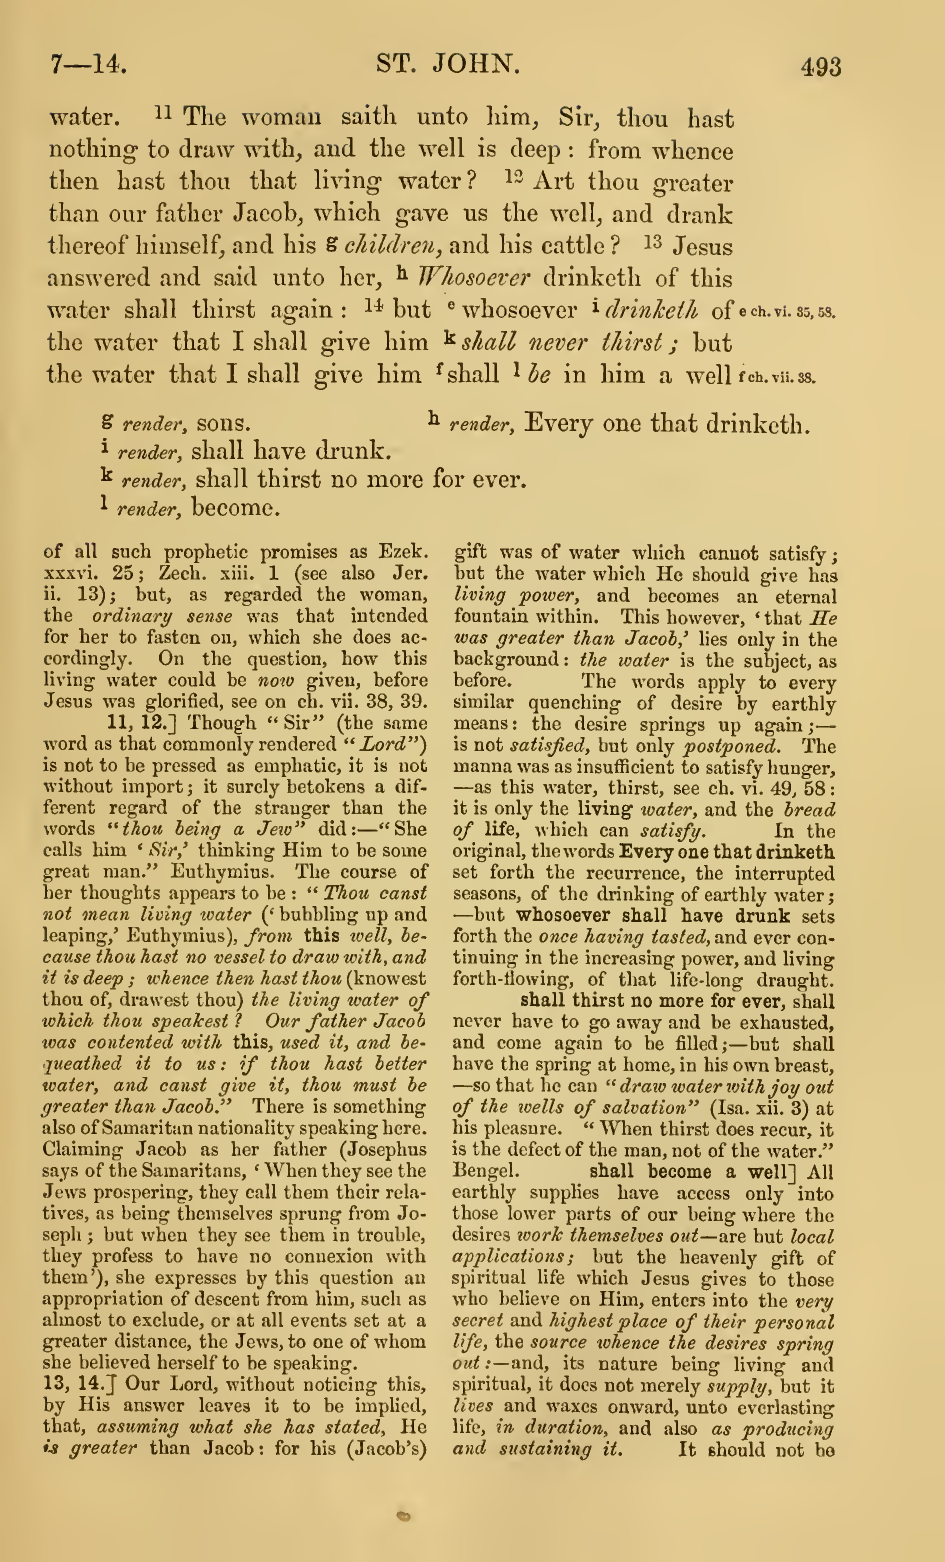 7—14. ST. JOHN. 493
water. 11 The woman saith unto him, Sir, thou hast
nothing to draw with, and the well is deep : from whence
then hast thou that living water ? 12 Art thou greater
than our father Jacob, which gave us the well, and drank
thereof himself, and his g children, and his cattle ? 13 Jesus
answered and said unto her, h Whosoever drinketh of this
water shall thirst again : 14 but e whosoever i drinketh of e ch. vi. 35, 58.
the water that I shall give him k shall never thirst ; but
the water that I shall give him f shall l be in him a well f ch. vii. 38.
g render, sons. h render, Every one that drinketh.
i render, shall have drunk.
k render, shall thirst no more for ever.
l render, become.
of all such prophetic promises as Ezek.
xxxvi. 25; Zech. xiii. 1 (see also Jer.
ii. 13); but, as regarded the woman,
the ordinary sense was that intended
for her to fasten on, which she does ac-
cordingly. On the question, how this
living water could be now given, before
Jesus was glorified, see on ch. vii. 38, 39.
11, 12.] Though “ Sir” (the same
word as that commonly rendered “ Lord”)
is not to be pressed as emphatic, it is not
without import; it surely betokens a dif-
ferent regard of the stranger than the
words “thou being a Jew” did:—“ She
calls him ‘ Sir,’ thinking Him to be some
great man.” Euthymius. The course of
her thoughts appears to be : “ Thou canst
not mean living water (‘ bubbling up and
leaping,’ Euthymius), from this well, be-
cause thou hast no vessel to draw with, and
it is deep ; whence then hast thou (knowest
thou of, drawest thou) the living water of
which thou speakest ? Our father Jacob
was contented with this, used it, and be-
queathed it to us: if thou hast better
water, and canst give it, thou must be
greater than Jacob.” There is something
also of Samaritan nationality speaking here.
Claiming Jacob as her father (Josephus
says of the Samaritans, ‘ When they see the
Jews prospering, they call them their rela-
tives, as being themselves sprung from Jo-
seph ; but when they see them in trouble,
they profess to have no connexion with
them’), she expresses by this question an
appropriation of descent from him, such as
almost to exclude, or at all events set at a
greater distance, the Jews, to one of whom
she believed herself to be speaking.
13, 14.] Our Lord, without noticing this,
by His answer leaves it to be implied,
that, assuming what she has stated, He
is greater than Jacob: for his (Jacob’s)
gift was of water which cannot satisfy ;
but the water which He should give has
living power, and becomes an eternal
fountain within. This however, ‘ that He
was greater than Jacob,’ lies only in the
background: the water is the subject, as
before. The words apply to every
similar quenching of desire by earthly
means: the desire springs up again ;—
is not satisfied, but only postponed. The
manna was as insufficient to satisfy hunger,
—as this water, thirst, see ch. vi. 49, 58 :
it is only the living water, and the bread
of life, which can satisfy. In the
original, the words Every one that drinketh
set forth the recurrence, the interrupted
seasons, of the drinking of earthly water ;
—but whosoever shall have drunk sets
forth the once having tasted, and ever con-
tinuing in the increasing power, and living
forth-flowing, of that life-long draught.
shall thirst no more for ever, shall
never have to go away and be exhausted,
and come again to be filled;—but shall
have the spring at home, in his own breast,
—so that he can “ draw water with joy out
of the wells of salvation” (Isa. xii. 3) at
his pleasure. “ When thirst does recur, it
is the defect of the man, not of the water.”
Bengel. shall become a well] All
earthly supplies have access only into
those lower parts of our being where the
desires work themselves out—are but local
applications; but the heavenly gift of
spiritual life which Jesus gives to those
who believe on Him, enters into the very
secret and highest place of their personal
life, the source whence the desires spring
out :—and, its nature being living and
spiritual, it does not merely supply, but it
lives and waxes onward, unto everlasting
life, in duration, and also as producing
and sustaining it. It should not be